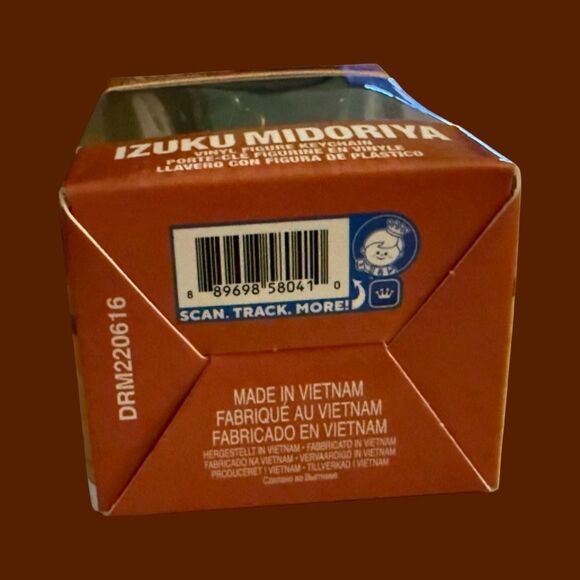 IZUKU MIDORIYA
VINYL FIGURE KEYCHAIN
PORTE-CLÉ FIGURINE EN VINYLE
LLAVERO CON FIGURA DE PLÁSTICO
8 89698 58041 0
SCAN. TRACK. MORE!
DRM220616
MADE IN VIETNAM
FABRIQUÉ AU VIETNAM
FABRICADO EN VIETNAM
HERGESTELLT IN VIETNAM • FABBRICATO IN VIETNAM
FABRICADO NA VIETNAM • VERVAARDIGD IN VIETNAM
PRODUCERET I VIETNAM • TILLVERKAD I VIETNAM
Сделано во Вьетнаме